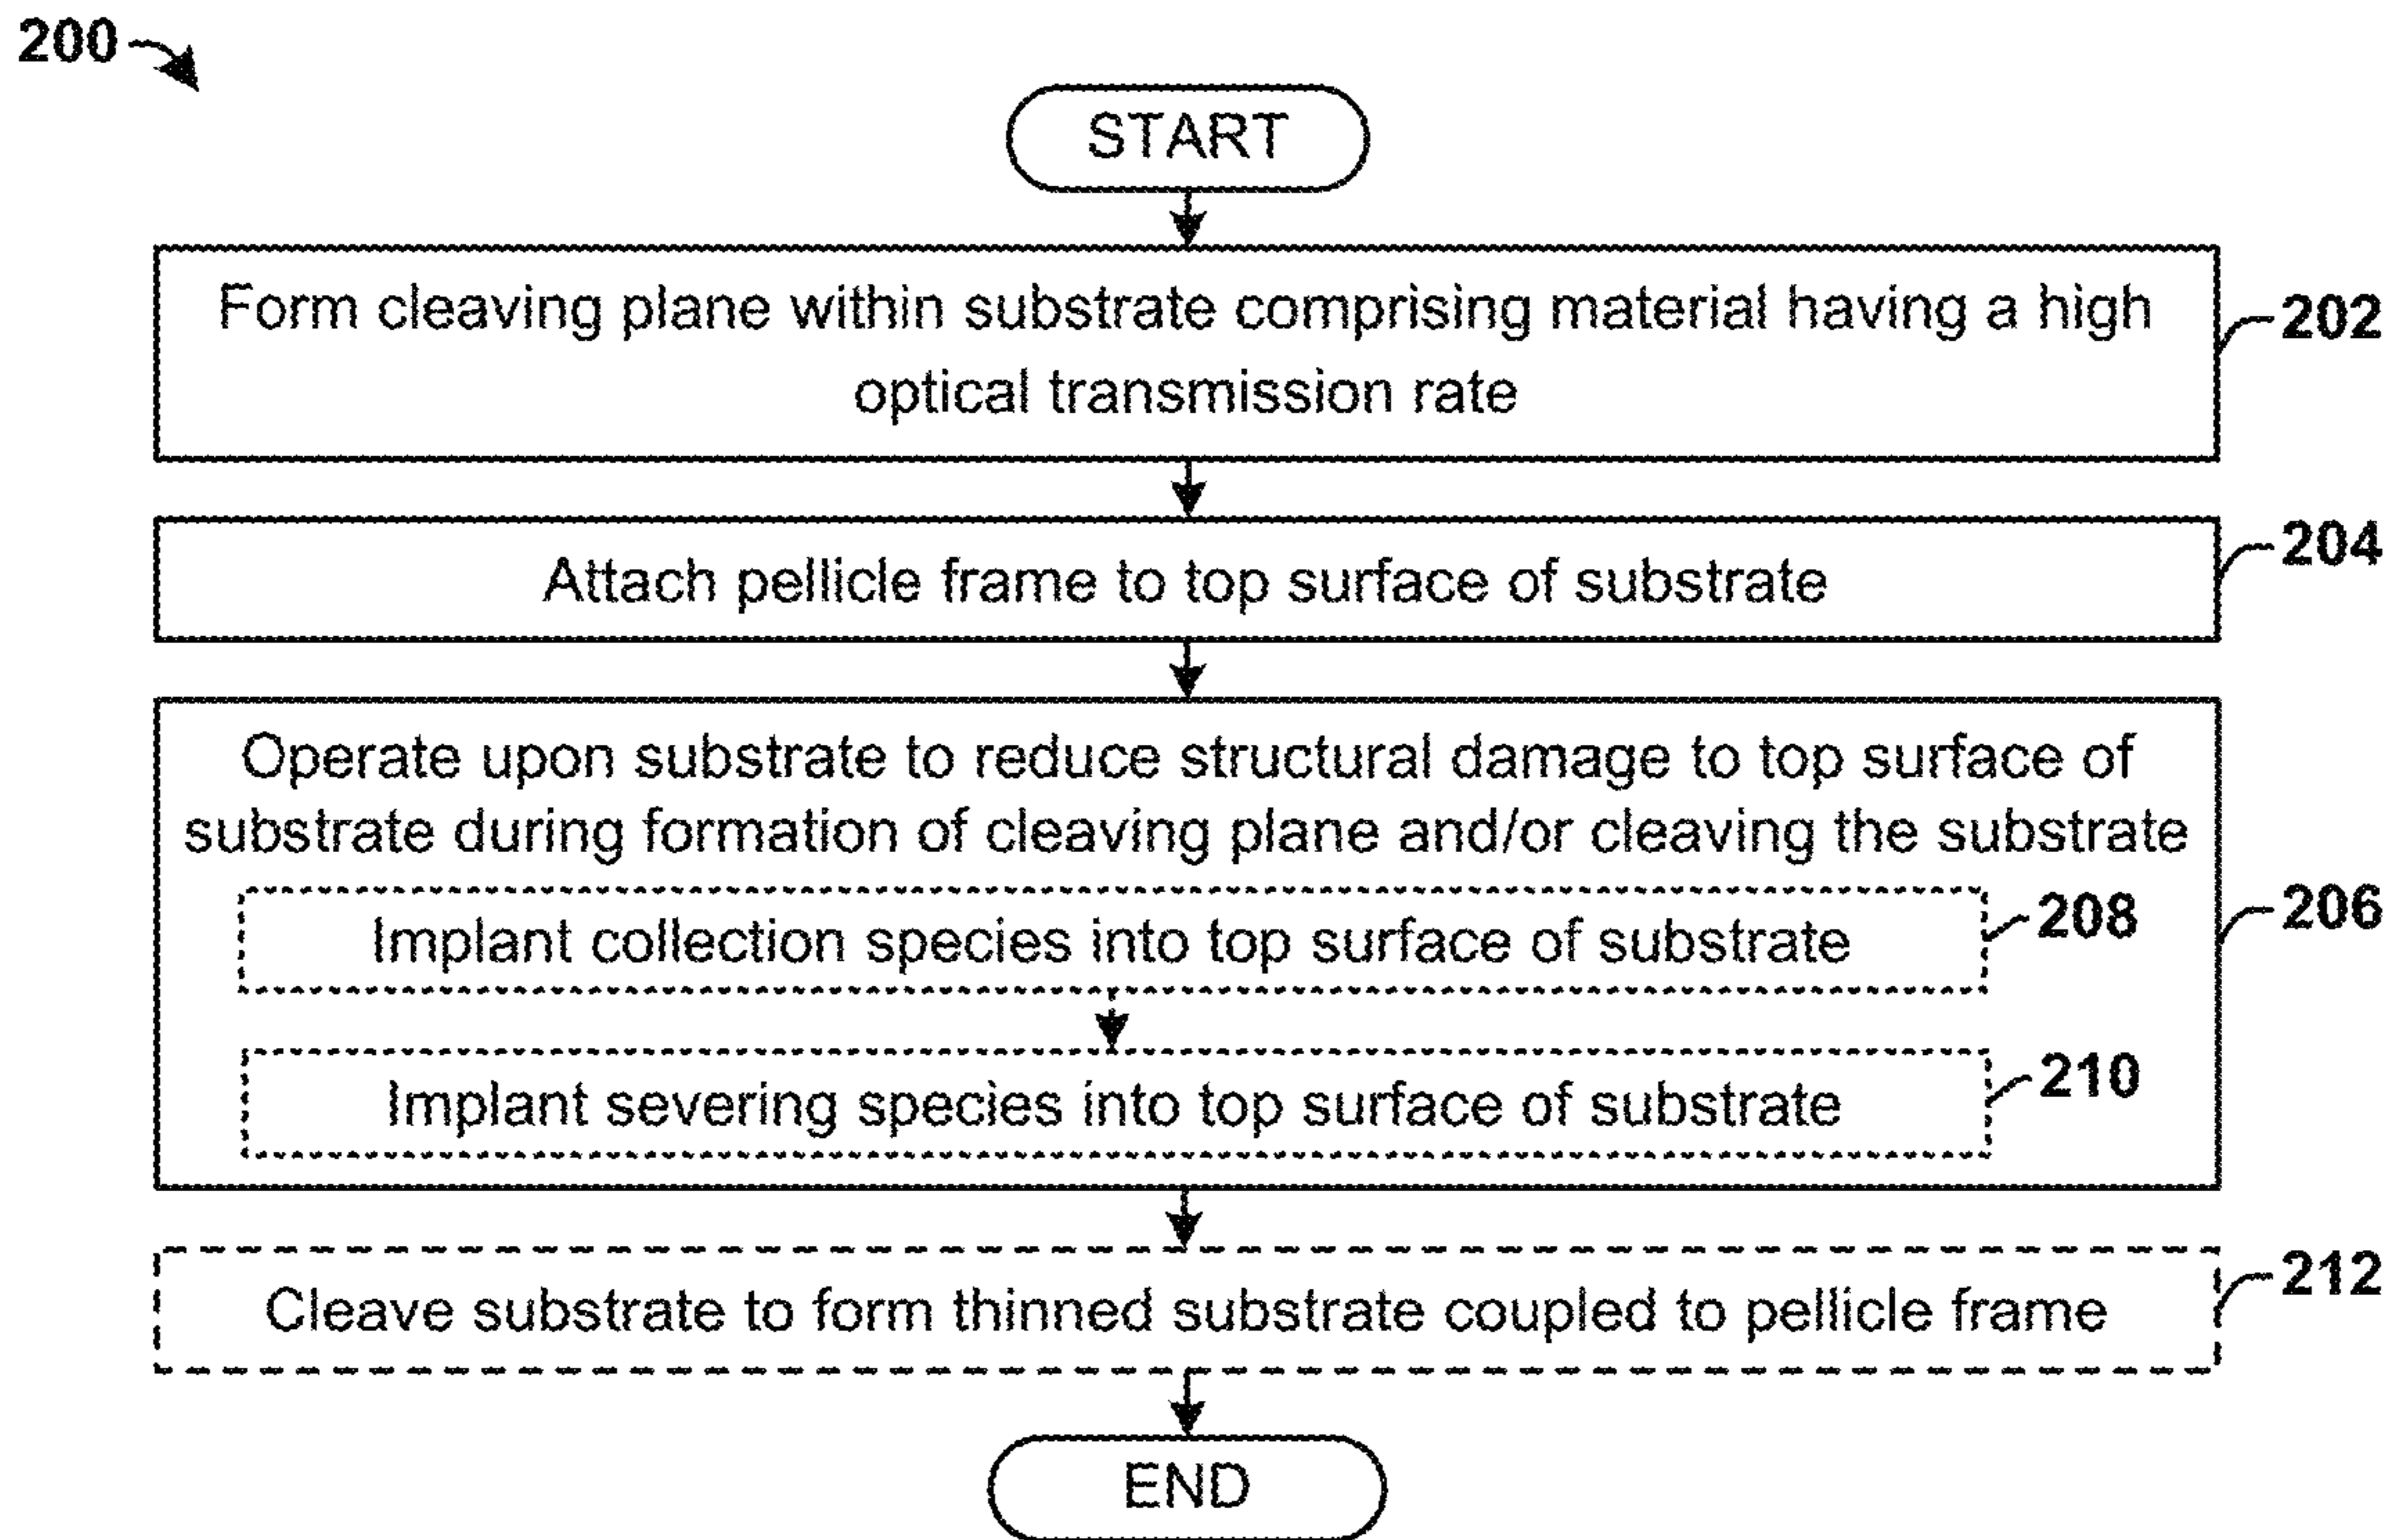 200
START
Form cleaving plane within substrate comprising material having a high
optical transmission rate
202
Attach pellicle frame to top surface of substrate
204
Operate upon substrate to reduce structural damage to top surface of
substrate during formation of cleaving plane and/or cleaving the substrate
206
Implant collection species into top surface of substrate
208
Implant severing species into top surface of substrate
210
Cleave substrate to form thinned substrate coupled to pellicle frame
212
END